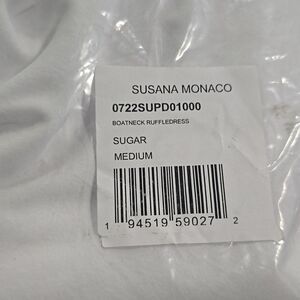 SUSANA MONACO
0722SUPD01000
BOATNECK RUFFLEDRESS
SUGAR
MEDIUM
1 94519 59027 2